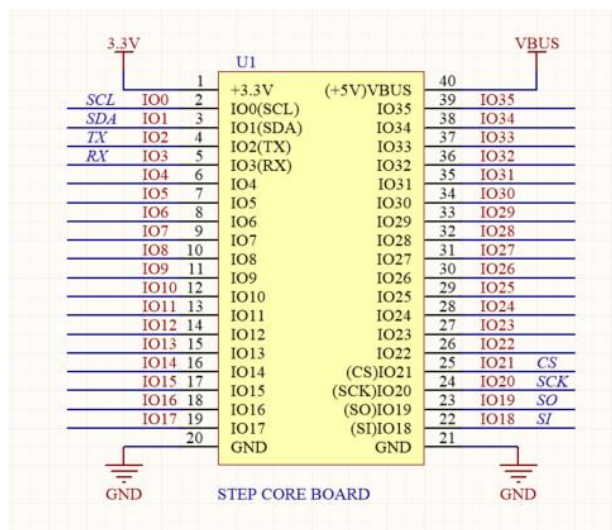 3.3V VBUS
U1
1 +3.3V (+5V)VBUS 40
SCL IO0 2 IO0(SCL) IO35 39 IO35
SDA IO1 3 IO1(SDA) IO34 38 IO34
TX IO2 4 IO2(TX) IO33 37 IO33
RX IO3 5 IO3(RX) IO32 36 IO32
IO4 6 IO4 IO31 35 IO31
IO5 7 IO5 IO30 34 IO30
IO6 8 IO6 IO29 33 IO29
IO7 9 IO7 IO28 32 IO28
IO8 10 IO8 IO27 31 IO27
IO9 11 IO9 IO26 30 IO26
IO10 12 IO10 IO25 29 IO25
IO11 13 IO11 IO24 28 IO24
IO12 14 IO12 IO23 27 IO23
IO13 15 IO13 IO22 26 IO22
IO14 16 IO14 (CS)IO21 25 IO21 CS
IO15 17 IO15 (SCK)IO20 24 IO20 SCK
IO16 18 IO16 (SO)IO19 23 IO19 SO
IO17 19 IO17 (SI)IO18 22 IO18 SI
20 GND GND 21
GND STEP CORE BOARD GND